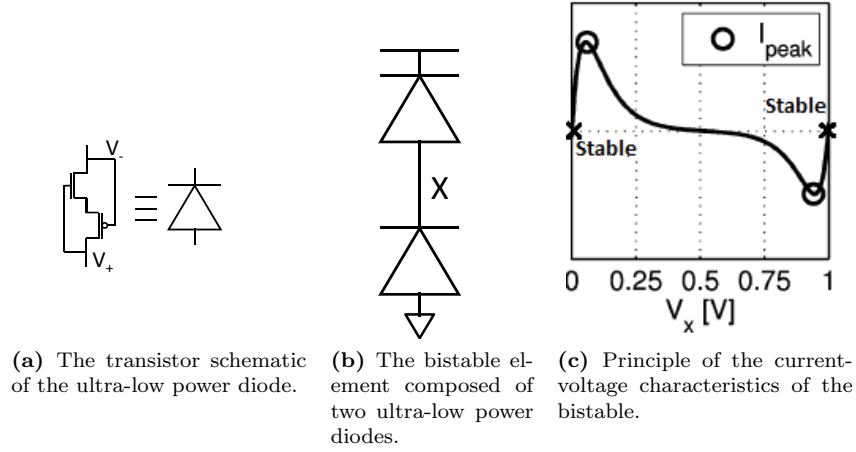 V-
V+
X
I peak
Stable
Stable
0 0.25 0.5 0.75 1
Vx [V]
(a) The transistor schematic
of the ultra-low power diode.
(b) The bistable el-
ement composed of
two ultra-low power
diodes.
(c) Principle of the current-
voltage characteristics of the
bistable.